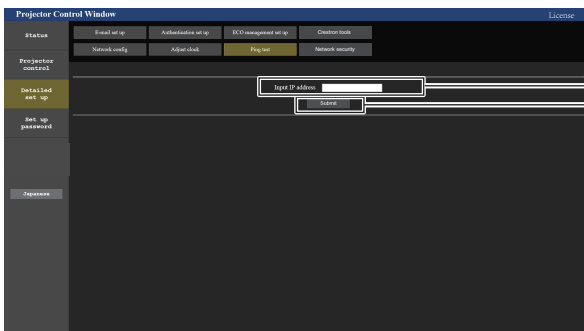 Projector Control Window
License
Status
E-mail set up
Authentication set up
ECO management set up
Crestron tools
Network config
Adjust clock
Ping test
Network security
Projector
control
Detailed
set up
Set up
password
Japanese
Input IP address
Submit